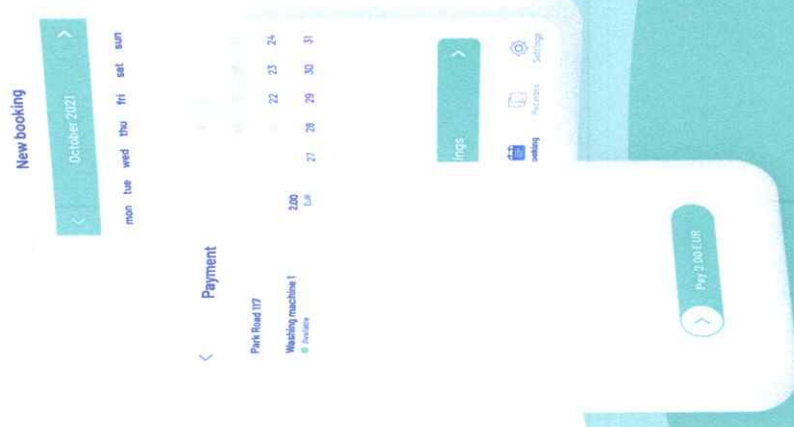 New booking
October 2021
mon tue wed thu fri sat sun
22 23 24
27 28 29 30 31
ings
Settings
Payment
Park Road 117
Washing machine 1
Available
2.00
EUR
Pay 2.00 EUR